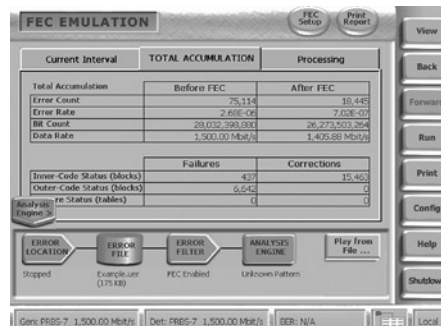 FEC EMULATION
FEC Setup
Print Report
View
Current Interval
TOTAL ACCUMULATION
Processing
Back
Total Accumulation Before FEC After FEC
Error Count 75,114 18,445
Error Rate 2.68E-06 7.02E-07
Forward
Bit Count 28,032,398,880 26,273,503,264
Data Rate 1,500.00 Mbit/s 1,405.88 Mbit/s
Run
Failures Corrections
Inner-Code Status (blocks) 437 15,463
Print
Outer-Code Status (blocks) 6,642 0
re Status (tables) 0 0
Analysis Engine >
Config
ERROR LOCATION
ERROR FILE
ERROR FILTER
ANALYSIS ENGINE
Play from File ...
Help
Stopped
Example.urr (175 KB)
FEC Enabled
Unknown Pattern
Shutdown
Gen: PRBS-7 1,500.00 Mbit/s
Det: PRBS-7 1,500.00 Mbit/s
BER: N/A
Local